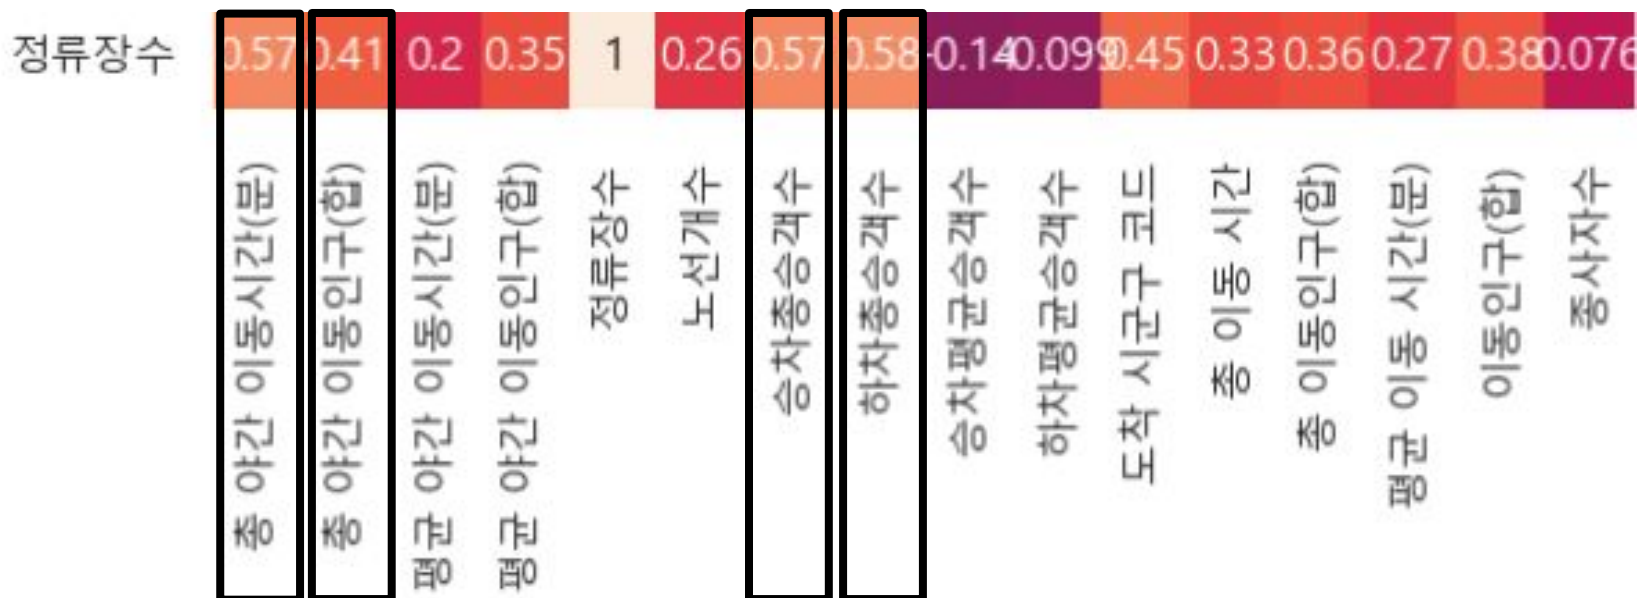 정류장수 0.57 0.41 0.2 0.35 1 0.26 0.57 0.58 -0.14 -0.099 0.45 0.33 0.36 0.27 0.38 0.076
총 야간 이동시간(분)
총 야간 이동인구(합)
평균 야간 이동시간(분)
평균 야간 이동인구(합)
정류장수
노선개수
승차총승객수
하차총승객수
승차평균승객수
하차평균승객수
도착 시군구 코드
총 이동 시간
총 이동인구(합)
평균 이동 시간(분)
이동인구(합)
종사자수